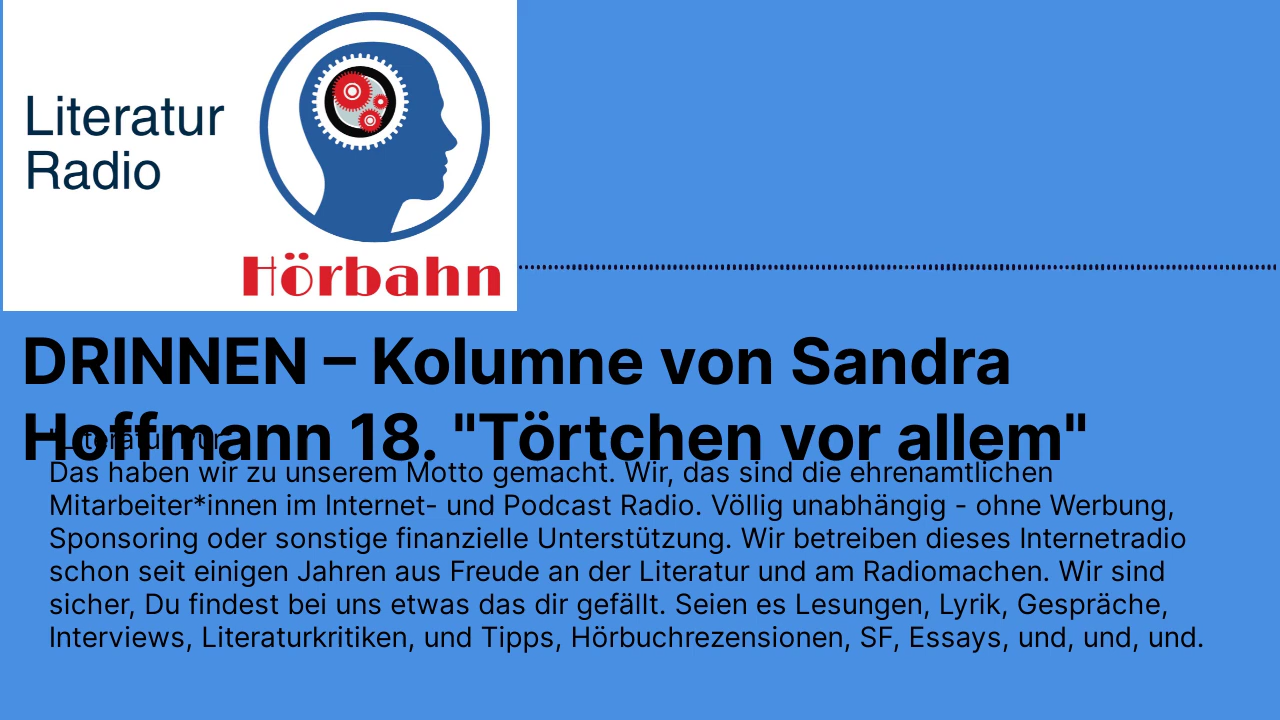 Literatur
Radio
Hörbahn
DRINNEN – Kolumne von Sandra
Hoffmann 18. "Törtchen vor allem"
Das haben wir zu unserem Motto gemacht. Wir, das sind die ehrenamtlichen
Mitarbeiter*innen im Internet- und Podcast Radio. Völlig unabhängig - ohne Werbung,
Sponsoring oder sonstige finanzielle Unterstützung. Wir betreiben dieses Internetradio
schon seit einigen Jahren aus Freude an der Literatur und am Radiomachen. Wir sind
sicher, Du findest bei uns etwas das dir gefällt. Seien es Lesungen, Lyrik, Gespräche,
Interviews, Literaturkritiken, und Tipps, Hörbuchrezensionen, SF, Essays, und, und, und.